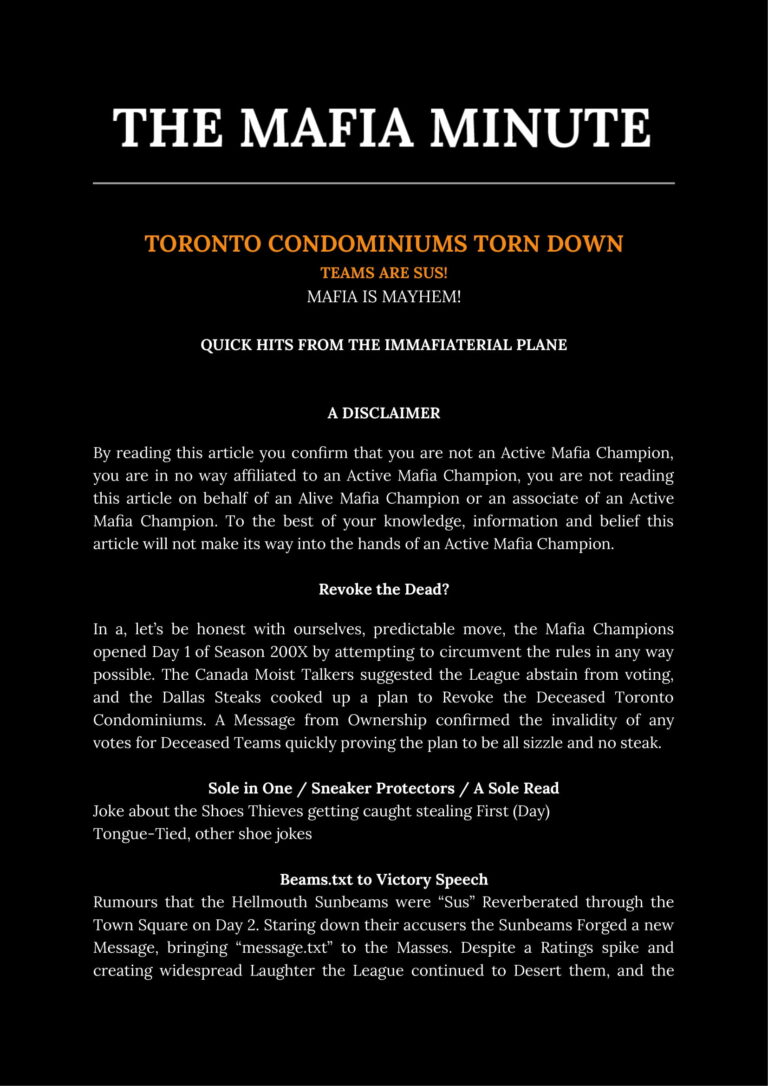 THE MAFIA MINUTE
TORONTO CONDOMINIUMS TORN DOWN
TEAMS ARE SUS!
MAFIA IS MAYHEM!
QUICK HITS FROM THE IMMAFIATERIAL PLANE
A DISCLAIMER
By reading this article you confirm that you are not an Active Mafia Champion,
you are in no way affiliated to an Active Mafia Champion, you are not reading
this article on behalf of an Alive Mafia Champion or an associate of an Active
Mafia Champion. To the best of your knowledge, information and belief this
article will not make its way into the hands of an Active Mafia Champion.
Revoke the Dead?
In a, let’s be honest with ourselves, predictable move, the Mafia Champions
opened Day 1 of Season 200X by attempting to circumvent the rules in any way
possible. The Canada Moist Talkers suggested the League abstain from voting,
and the Dallas Steaks cooked up a plan to Revoke the Deceased Toronto
Condominiums. A Message from Ownership confirmed the invalidity of any
votes for Deceased Teams quickly proving the plan to be all sizzle and no steak.
Sole in One / Sneaker Protectors / A Sole Read
Joke about the Shoes Thieves getting caught stealing First (Day)
Tongue-Tied, other shoe jokes
Beams.txt to Victory Speech
Rumours that the Hellmouth Sunbeams were “Sus” Reverberated through the
Town Square on Day 2. Staring down their accusers the Sunbeams Forged a new
Message, bringing “message.txt” to the Masses. Despite a Ratings spike and
creating widespread Laughter the League continued to Desert them, and the